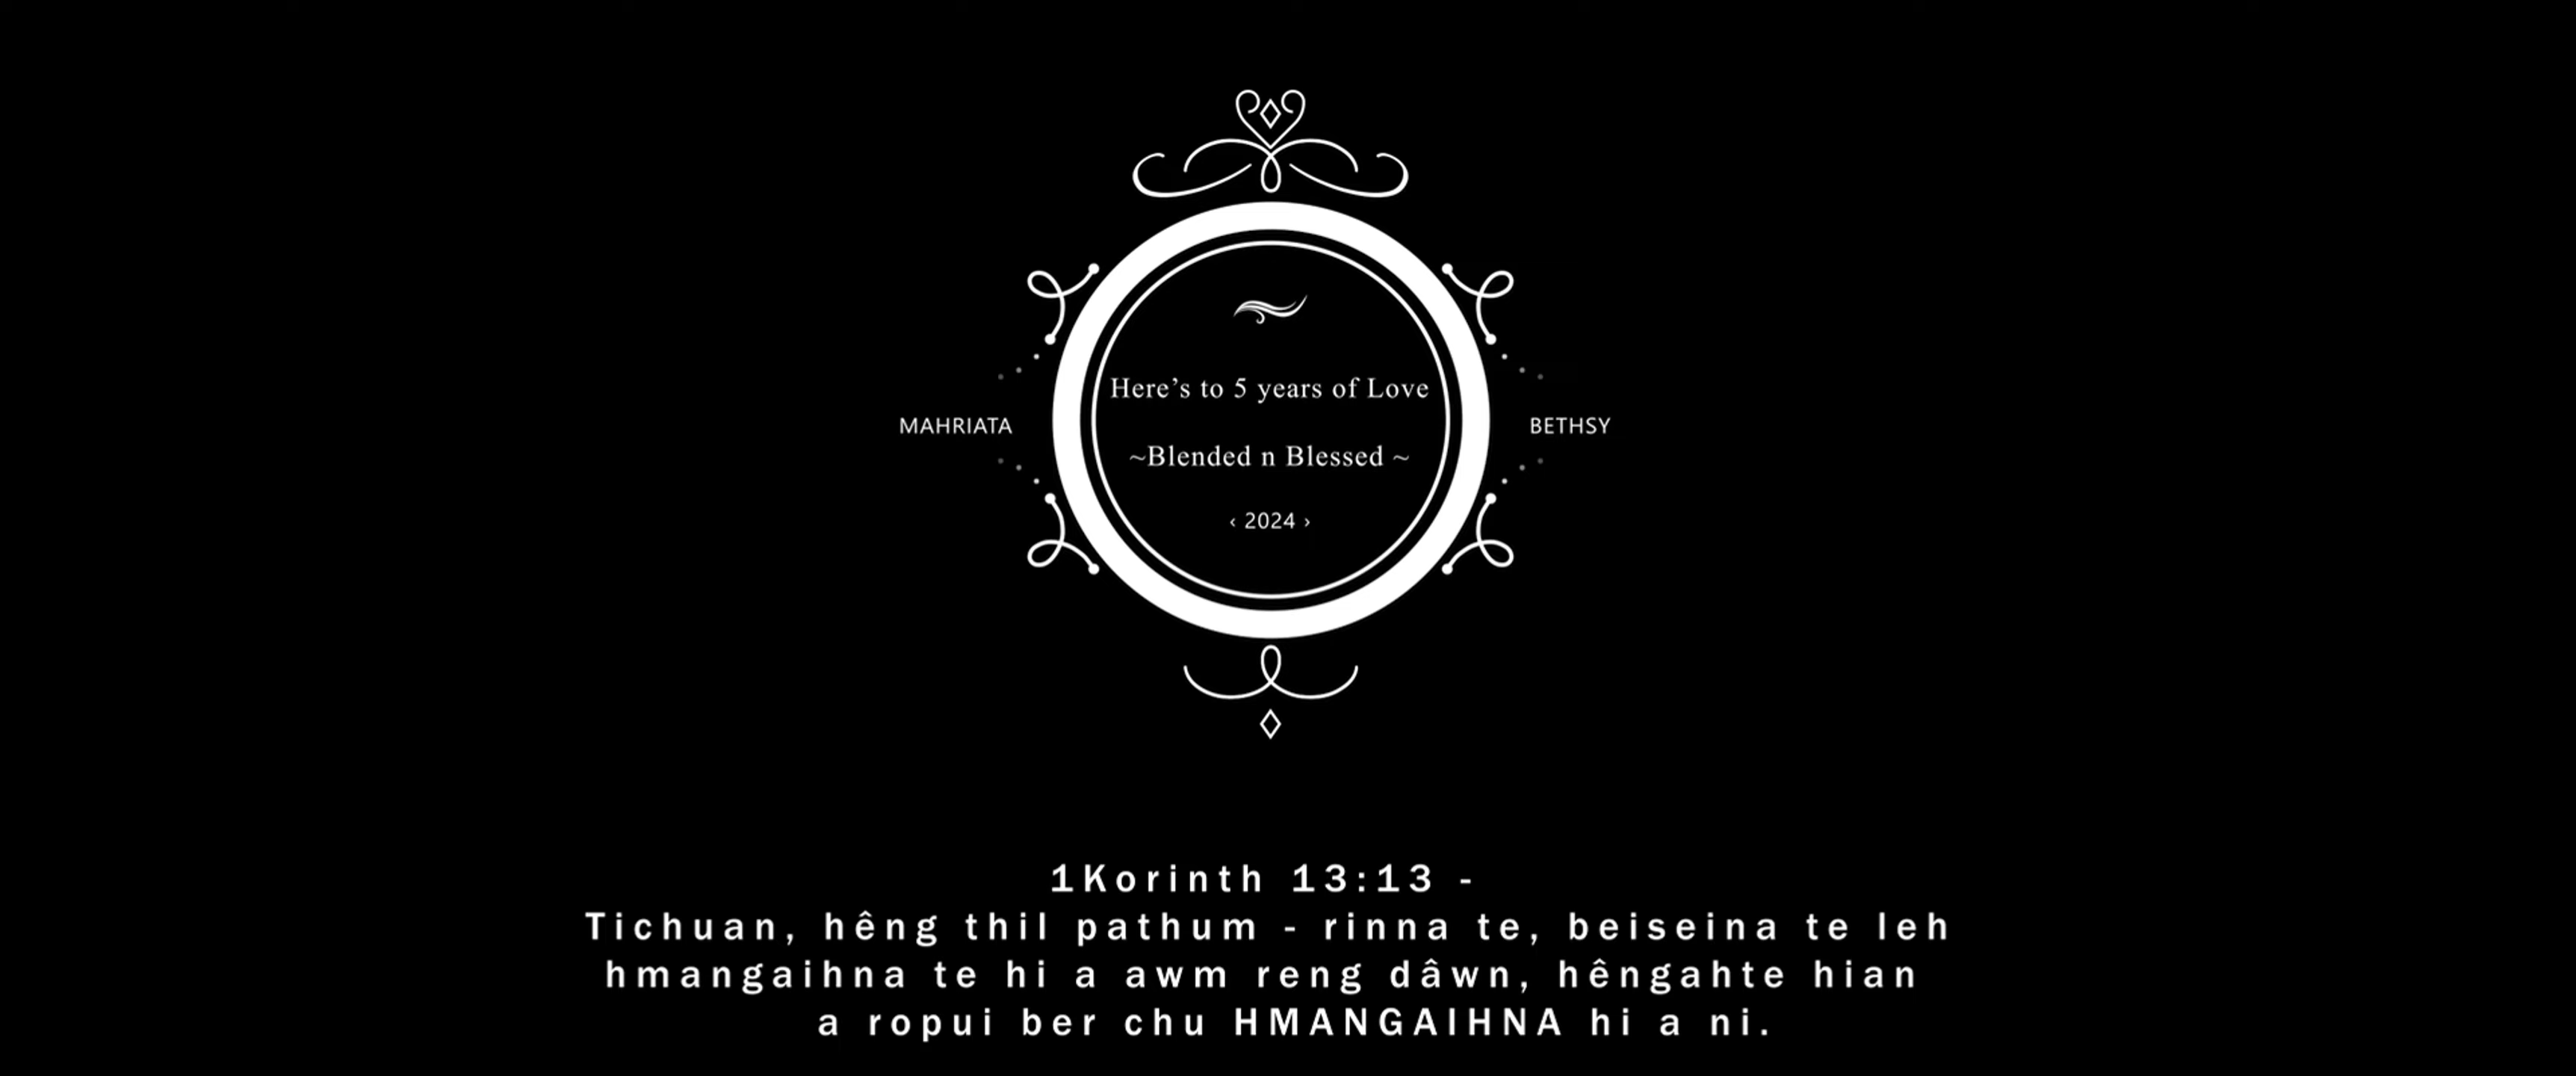 Here’s to 5 years of Love
MAHRIATA
BETHSY
~Blended n Blessed ~
‹ 2024 ›
1Korinth 13:13 -
Tichuan, hêng thil pathum - rinna te, beiseina te leh
hmangaihna te hi a awm reng dâwn, hêngahte hian
a ropui ber chu HMANGAIHNA hi a ni.